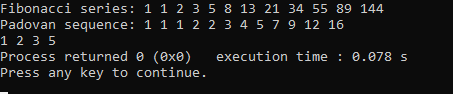 Fibonacci series: 1 1 2 3 5 8 13 21 34 55 89 144
Padovan sequence: 1 1 1 2 2 3 4 5 7 9 12 16
1 2 3 5
Process returned 0 (0x0)   execution time : 0.078 s
Press any key to continue.